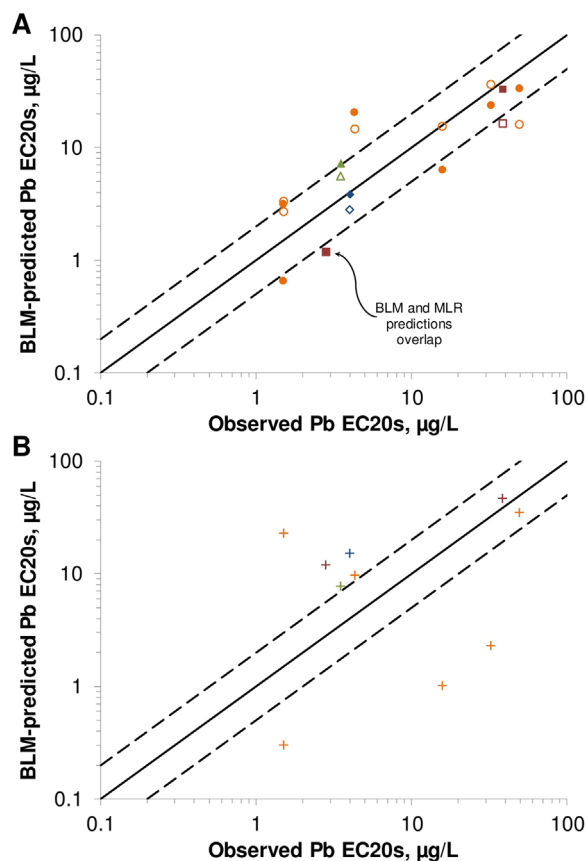 A
BLM-predicted Pb EC20s, µg/L
100
10
1
0.1
BLM and MLR
predictions
overlap
0.1 1 10 100
Observed Pb EC20s, µg/L
B
BLM-predicted Pb EC20s, µg/L
100
10
1
0.1
0.1 1 10 100
Observed Pb EC20s, µg/L